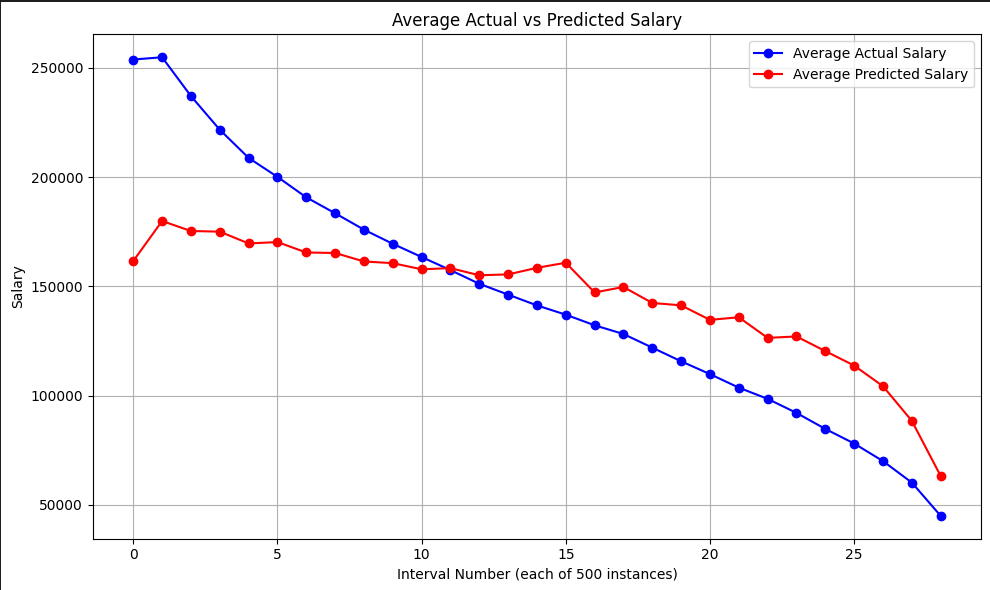 Average Actual vs Predicted Salary
Average Actual Salary
Average Predicted Salary
250000
200000
150000
100000
50000
Salary
0 5 10 15 20 25
Interval Number (each of 500 instances)